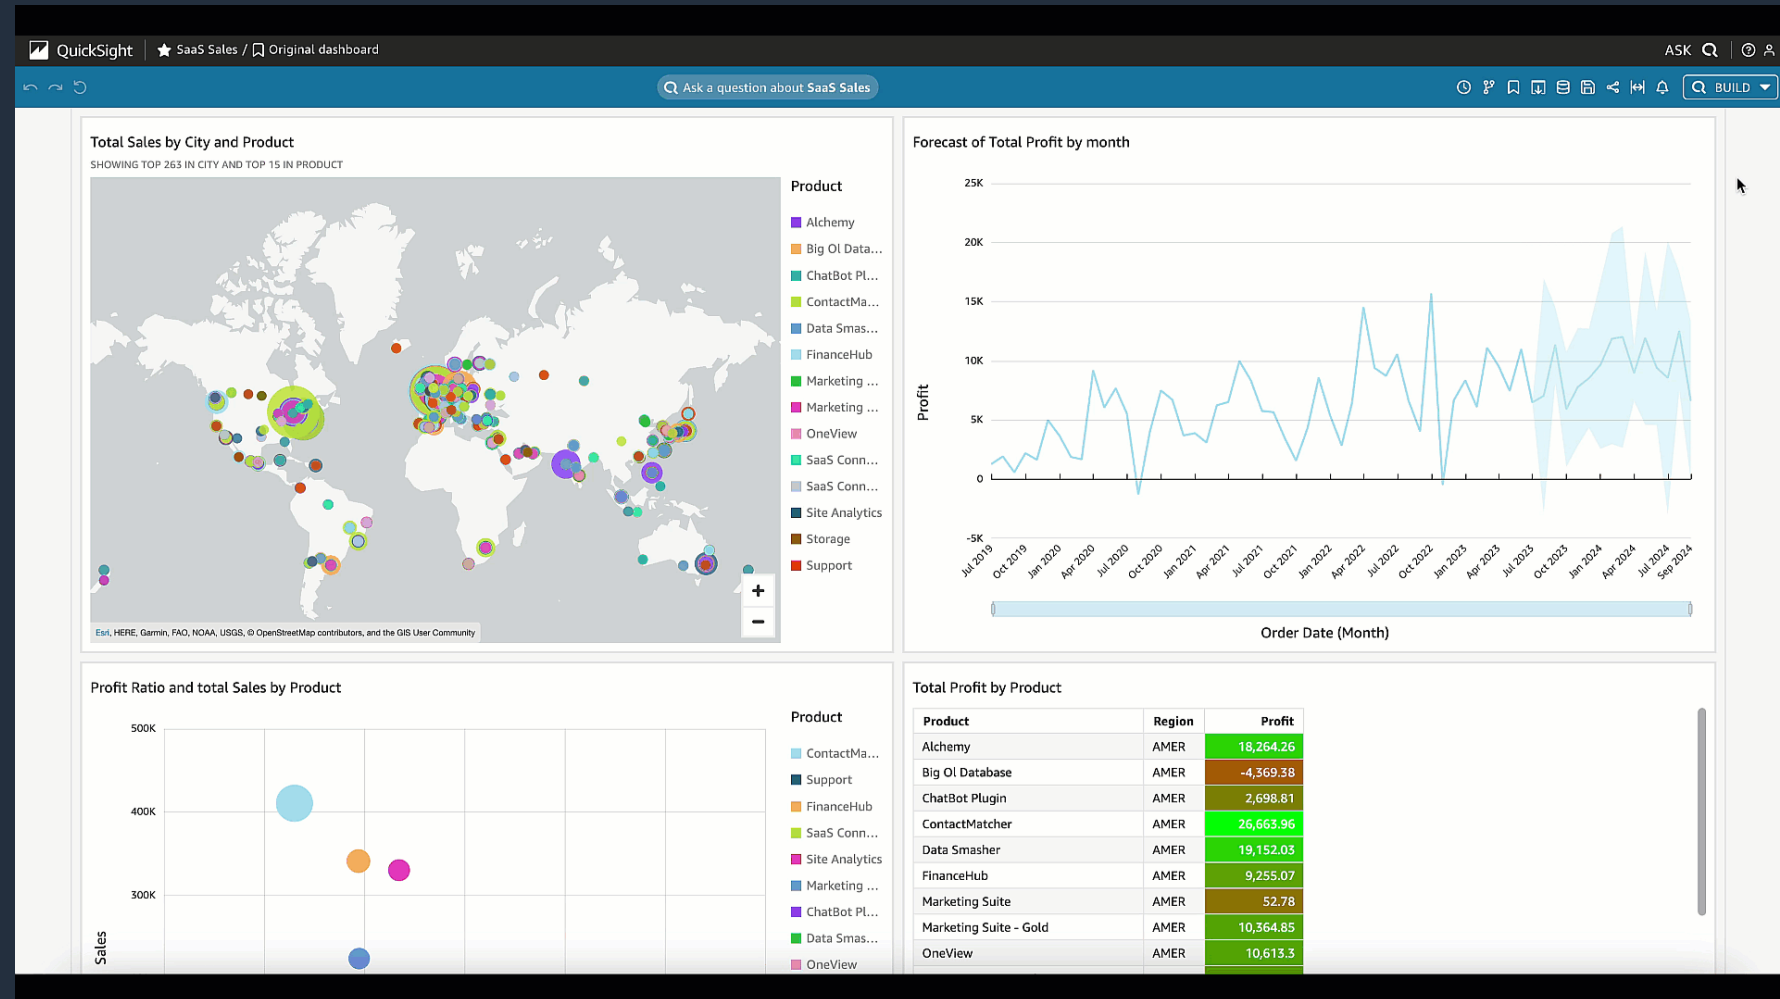 QuickSight
SaaS Sales / Original dashboard
ASK
Ask a question about SaaS Sales
BUILD
Total Sales by City and Product
SHOWING TOP 263 IN CITY AND TOP 15 IN PRODUCT
Product
Alchemy
Big Ol Data...
ChatBot Pl...
ContactMa...
Data Smas...
FinanceHub
Marketing ...
Marketing ...
OneView
SaaS Conn...
SaaS Conn...
Site Analytics
Storage
Support
+
−
Esri, HERE, Garmin, FAO, NOAA, USGS, © OpenStreetMap contributors, and the GIS User Community
Forecast of Total Profit by month
25K
20K
15K
10K
5K
0
-5K
Profit
Jul 2019
Oct 2019
Jan 2020
Apr 2020
Jul 2020
Oct 2020
Jan 2021
Apr 2021
Jul 2021
Oct 2021
Jan 2022
Apr 2022
Jul 2022
Oct 2022
Jan 2023
Apr 2023
Jul 2023
Oct 2023
Jan 2024
Apr 2024
Jul 2024
Sep 2024
Order Date (Month)
Profit Ratio and total Sales by Product
500K
400K
300K
Sales
Product
ContactMa...
Support
FinanceHub
SaaS Conn...
Site Analytics
Marketing ...
ChatBot Pl...
Data Smas...
OneView
Total Profit by Product
Product Region Profit
Alchemy AMER 18,264.26
Big Ol Database AMER -4,369.38
ChatBot Plugin AMER 2,698.81
ContactMatcher AMER 26,663.96
Data Smasher AMER 19,152.03
FinanceHub AMER 9,255.07
Marketing Suite AMER 52.78
Marketing Suite - Gold AMER 10,364.85
OneView AMER 10,613.3